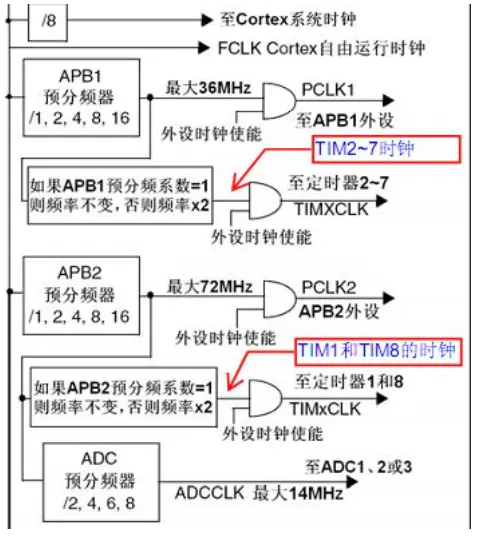 /8
至Cortex系统时钟
FCLK Cortex自由运行时钟
APB1
预分频器
/1, 2, 4, 8, 16
最大36MHz
PCLK1
至APB1外设
外设时钟使能
TIM2~7时钟
如果APB1预分频系数=1
则频率不变,否则频率x2
至定时器2~7
TIMXCLK
外设时钟使能
APB2
预分频器
/1, 2, 4, 8, 16
最大72MHz
PCLK2
APB2外设
外设时钟使能
TIM1和TIM8的时钟
如果APB2预分频系数=1
则频率不变,否则频率x2
至定时器1和8
TIMxCLK
外设时钟使能
ADC
预分频器
/2, 4, 6, 8
至ADC1、2或3
ADCCLK 最大14MHz